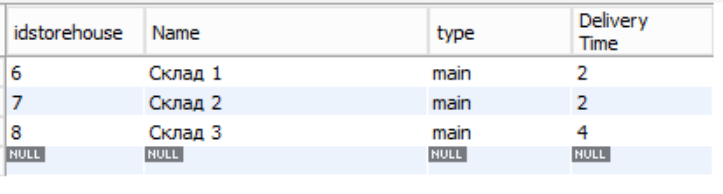 idstorehouse Name type Delivery Time
6 Склад 1 main 2
7 Склад 2 main 2
8 Склад 3 main 4
NULL NULL NULL NULL